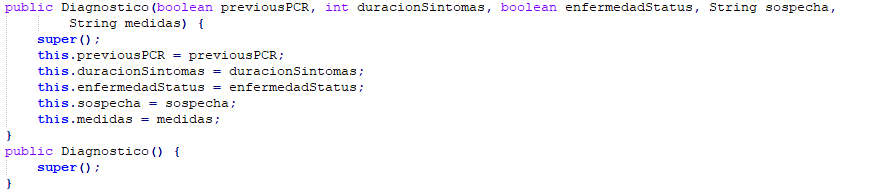 public Diagnostico(boolean previousPCR, int duracionSintomas, boolean enfermedadStatus, String sospecha,
        String medidas) {
    super();
    this.previousPCR = previousPCR;
    this.duracionSintomas = duracionSintomas;
    this.enfermedadStatus = enfermedadStatus;
    this.sospecha = sospecha;
    this.medidas = medidas;
}
public Diagnostico() {
    super();
}